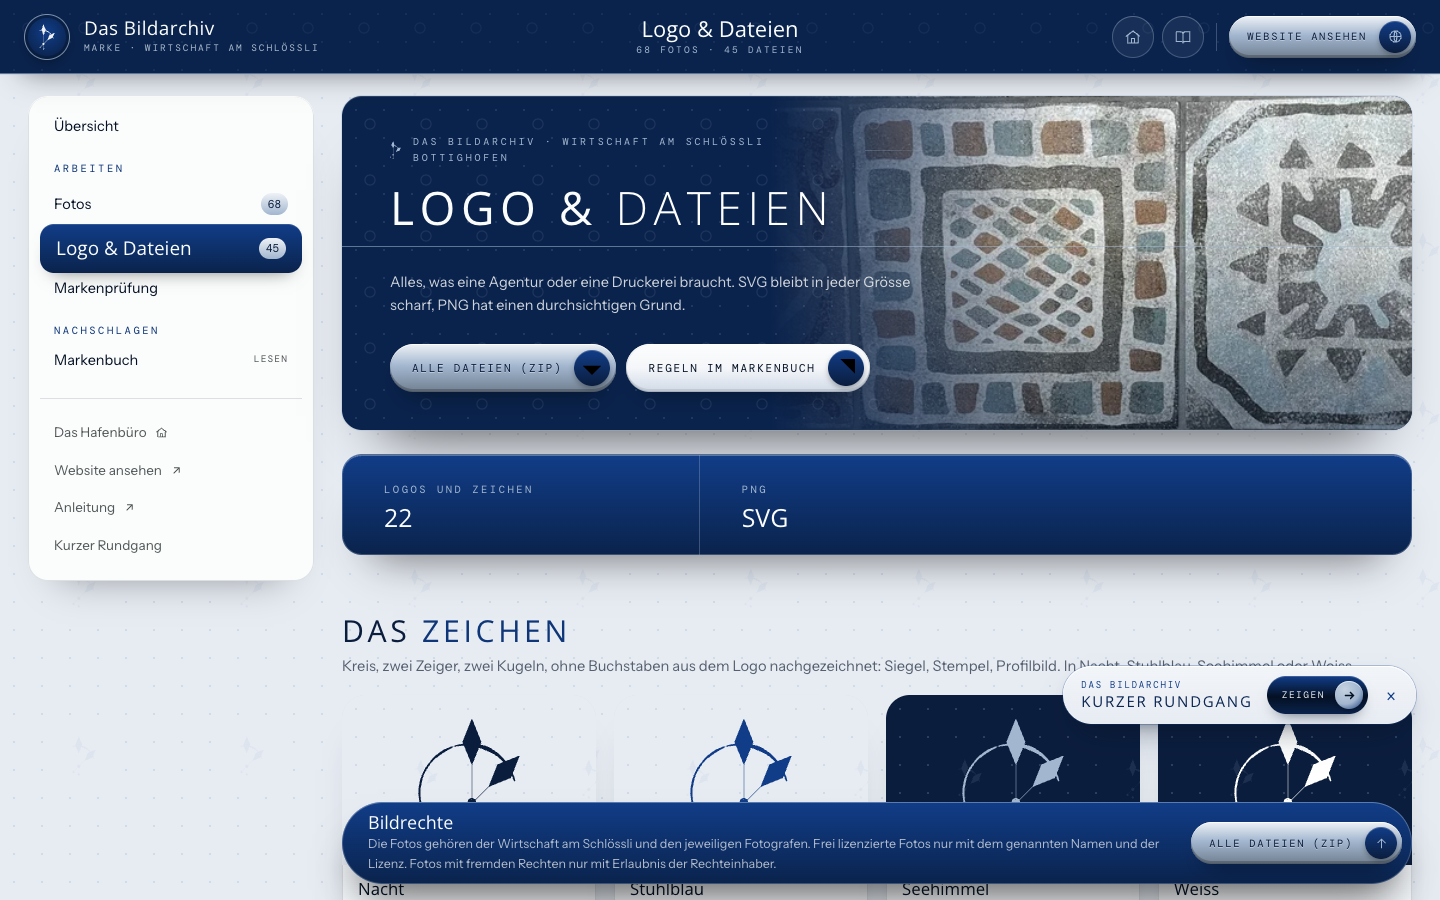 Das Bildarchiv
MARKE · WIRTSCHAFT AM SCHLÖSSLI
Logo & Dateien
68 FOTOS · 45 DATEIEN
WEBSITE ANSEHEN
Übersicht
ARBEITEN
Fotos
68
Logo & Dateien
45
Markenprüfung
NACHSCHLAGEN
Markenbuch
LESEN
Das Hafenbüro
Website ansehen
Anleitung
Kurzer Rundgang
DAS BILDARCHIV · WIRTSCHAFT AM SCHLÖSSLI
BOTTIGHOFEN
LOGO & DATEIEN
Alles, was eine Agentur oder eine Druckerei braucht. SVG bleibt in jeder Grösse
scharf, PNG hat einen durchsichtigen Grund.
ALLE DATEIEN (ZIP)
REGELN IM MARKENBUCH
LOGOS UND ZEICHEN
22
PNG
SVG
DAS ZEICHEN
Kreis, zwei Zeiger, zwei Kugeln, ohne Buchstaben aus dem Logo nachgezeichnet: Siegel, Stempel, Profilbild. In Nacht, Stuhlblau, Seehimmel oder Weiss.
DAS BILDARCHIV
KURZER RUNDGANG
ZEIGEN
×
Bildrechte
Die Fotos gehören der Wirtschaft am Schlössli und den jeweiligen Fotografen. Frei lizenzierte Fotos nur mit dem genannten Namen und der
Lizenz. Fotos mit fremden Rechten nur mit Erlaubnis der Rechteinhaber.
ALLE DATEIEN (ZIP)
Nacht
Stuhlblau
Seehimmel
Weiss